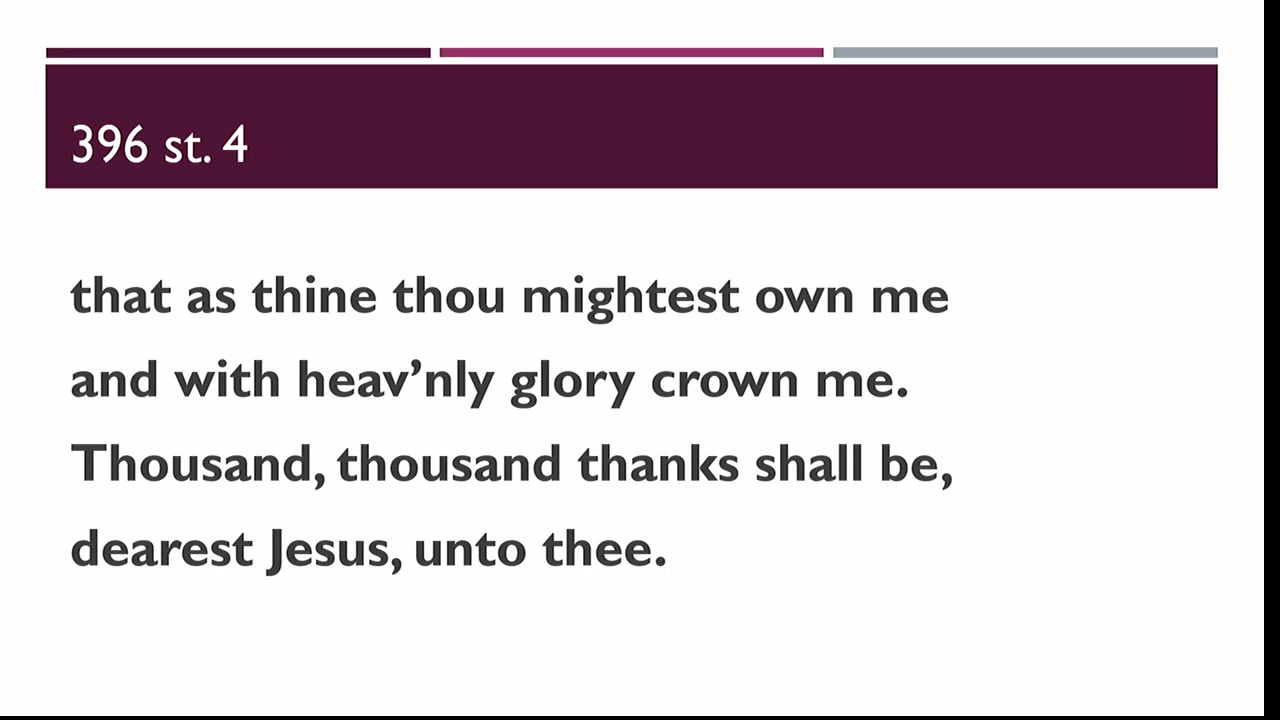 396 st. 4
that as thine thou mightest own me
and with heav’nly glory crown me.
Thousand, thousand thanks shall be,
dearest Jesus, unto thee.